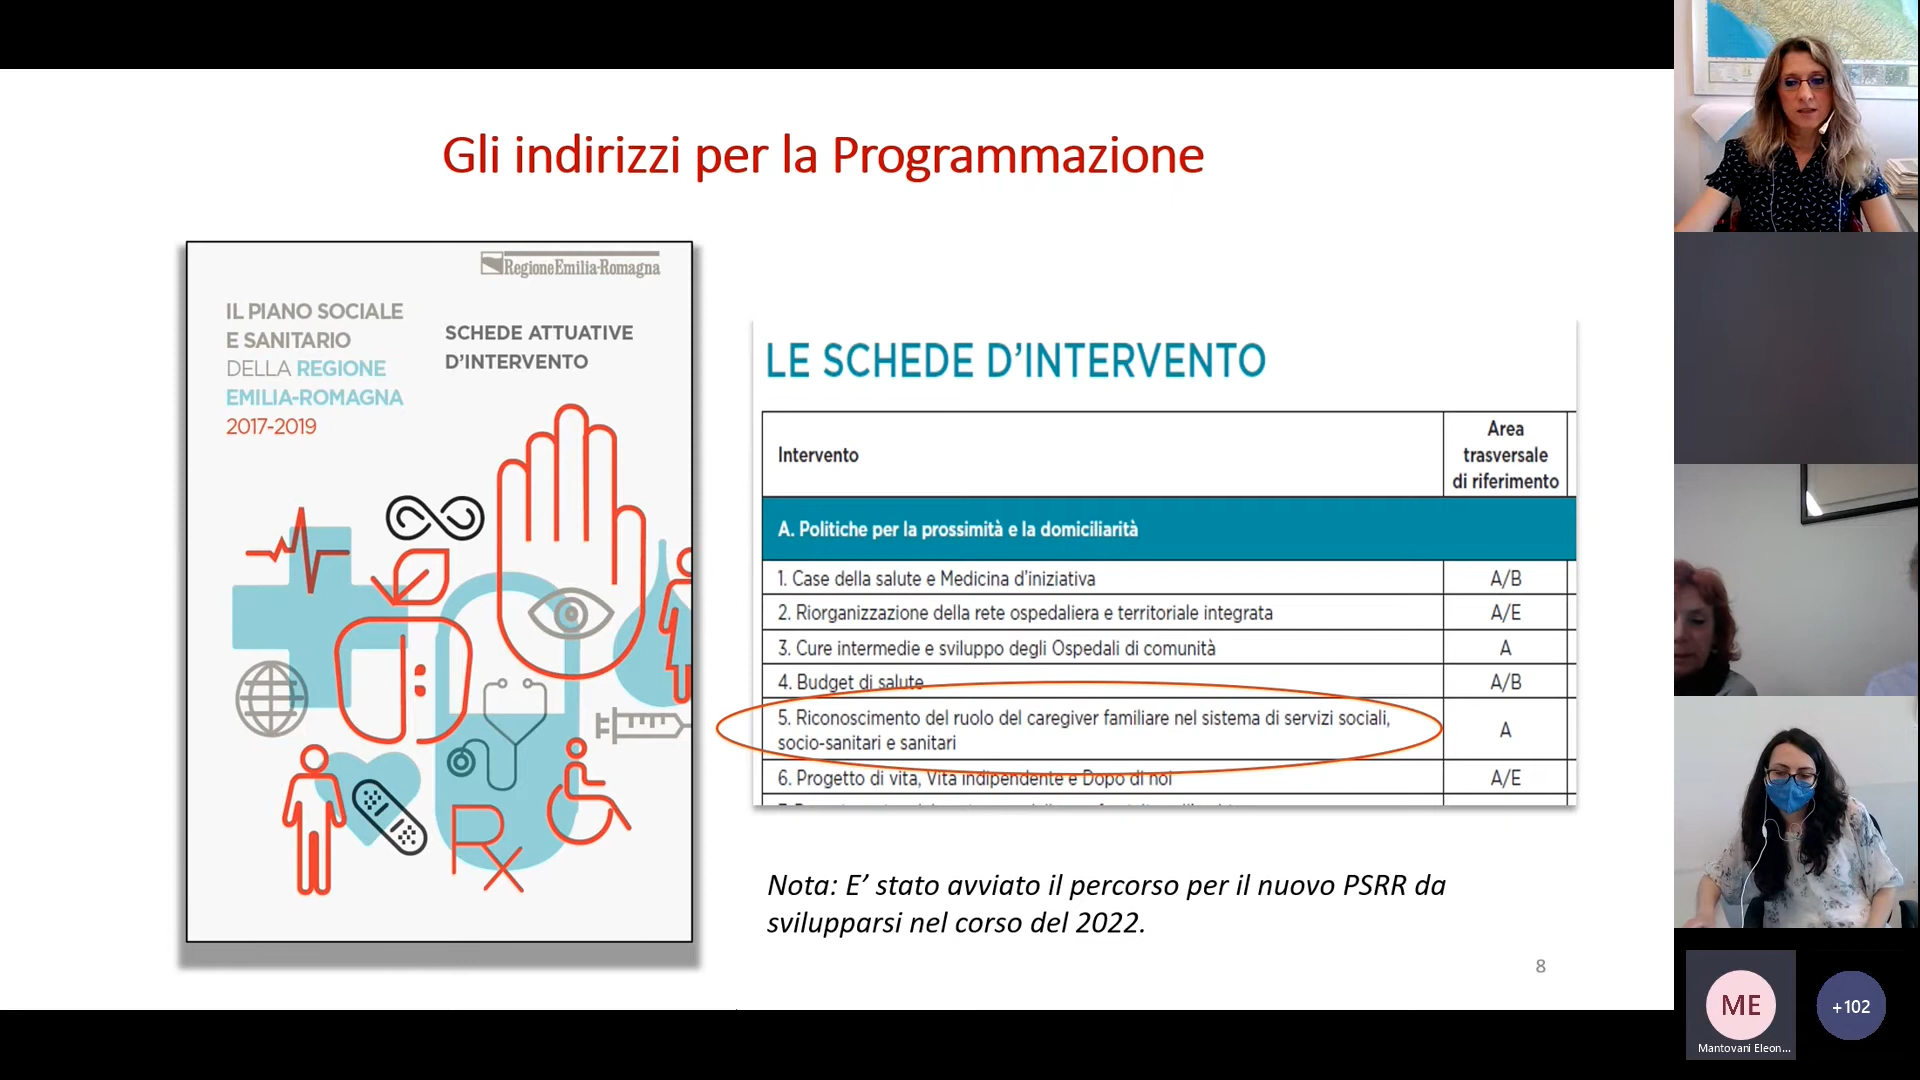 Gli indirizzi per la Programmazione
RegioneEmilia-Romagna
IL PIANO SOCIALE
E SANITARIO
DELLA REGIONE
EMILIA-ROMAGNA
2017-2019
SCHEDE ATTUATIVE
D'INTERVENTO
Rx
LE SCHEDE D'INTERVENTO
Intervento
Area
trasversale
di riferimento
A. Politiche per la prossimità e la domiciliarità
1. Case della salute e Medicina d'iniziativa
A/B
2. Riorganizzazione della rete ospedaliera e territoriale integrata
A/E
3. Cure intermedie e sviluppo degli Ospedali di comunità
A
4. Budget di salute
A/B
5. Riconoscimento del ruolo del caregiver familiare nel sistema di servizi sociali,
socio-sanitari e sanitari
A
6. Progetto di vita, Vita indipendente e Dopo di noi
A/E
Nota: E' stato avviato il percorso per il nuovo PSRR da
svilupparsi nel corso del 2022.
8
ME
Mantovani Eleon...
+102